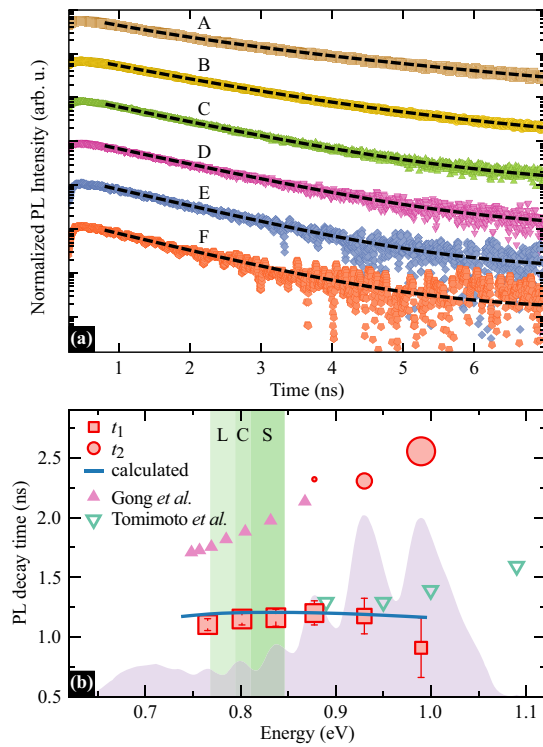 A
B
C
D
E
F
Normalized PL Intensity (arb. u.)
(a)
1 2 3 4 5 6
Time (ns)
t1
t2
calculated
Gong et al.
Tomimoto et al.
L C S
2.5
2.0
1.5
1.0
0.5
PL decay time (ns)
(b)
0.7 0.8 0.9 1.0 1.1
Energy (eV)